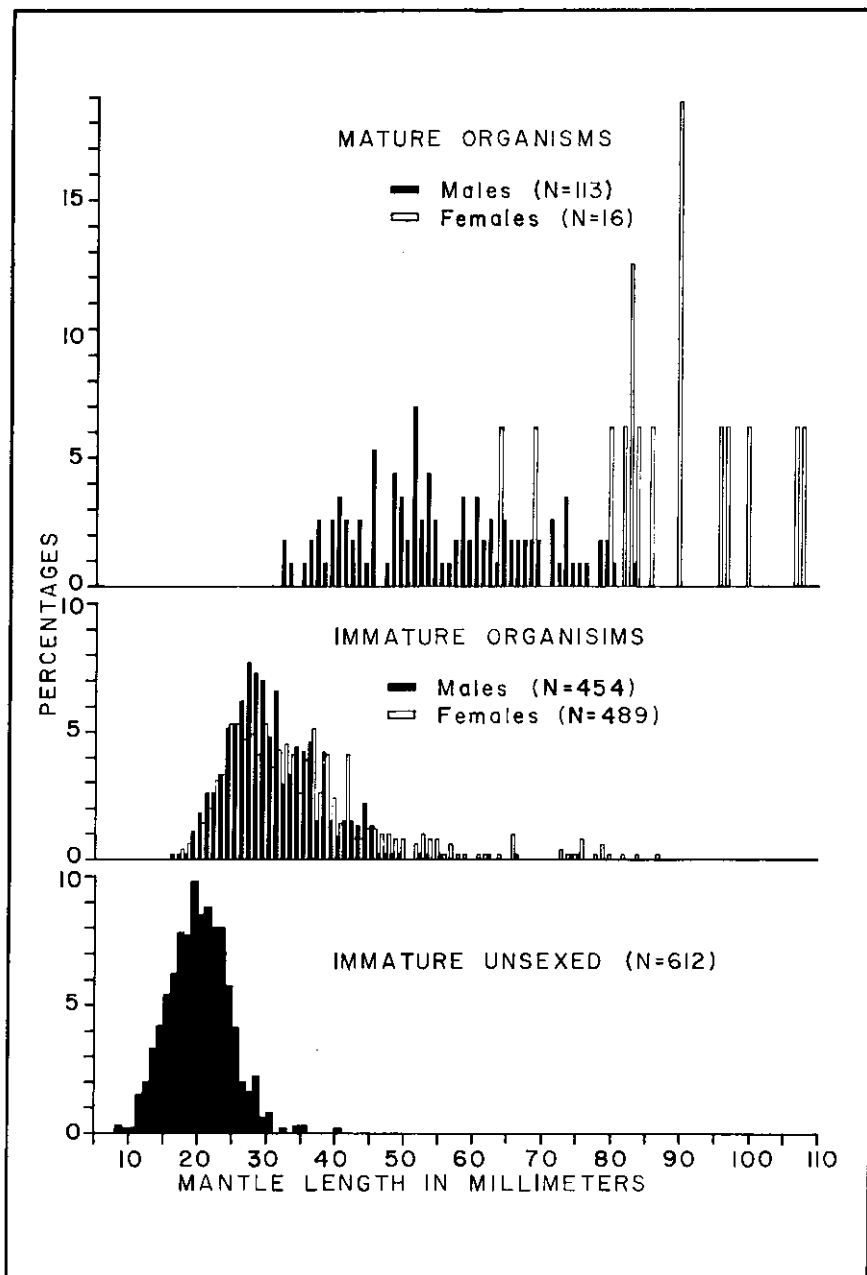 MATURE ORGANISMS
Males (N=113)
Females (N=16)
15
10
5
0
PERCENTAGES
10
IMMATURE ORGANISIMS
Males (N=454)
Females (N=489)
5
0
10
IMMATURE UNSEXED (N=612)
5
0
10 20 30 40 50 60 70 80 90 100 110
MANTLE LENGTH IN MILLIMETERS